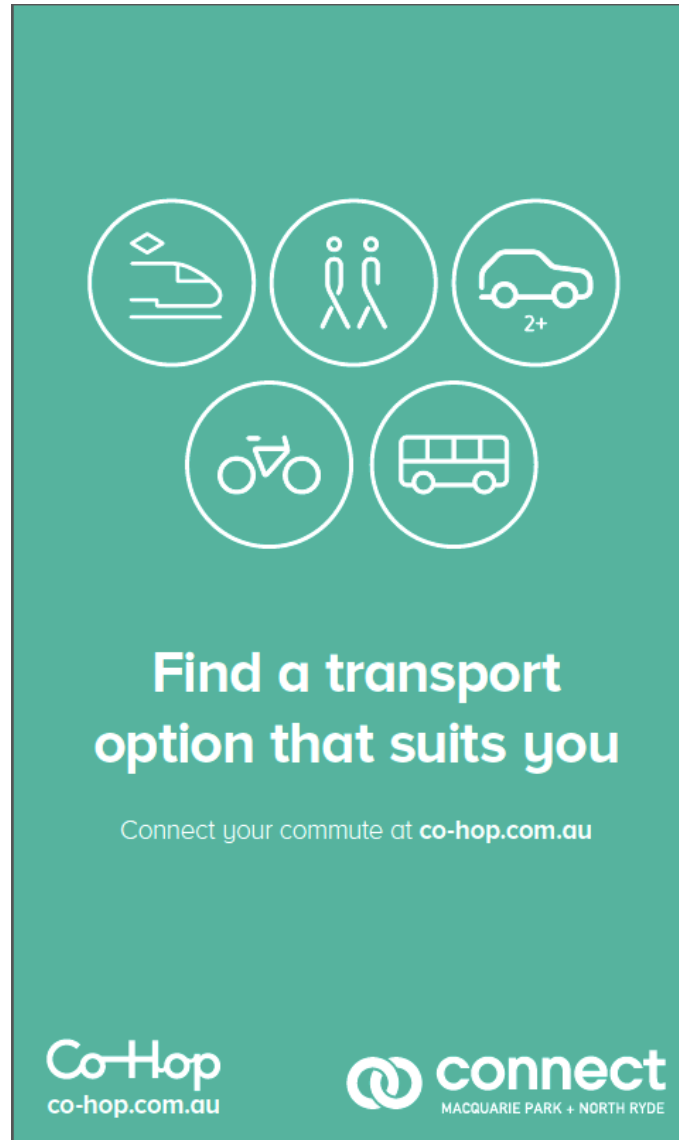 2+
Find a transport
option that suits you
Connect your commute at co-hop.com.au
Co-Hop
co-hop.com.au
connect
MACQUARIE PARK + NORTH RYDE